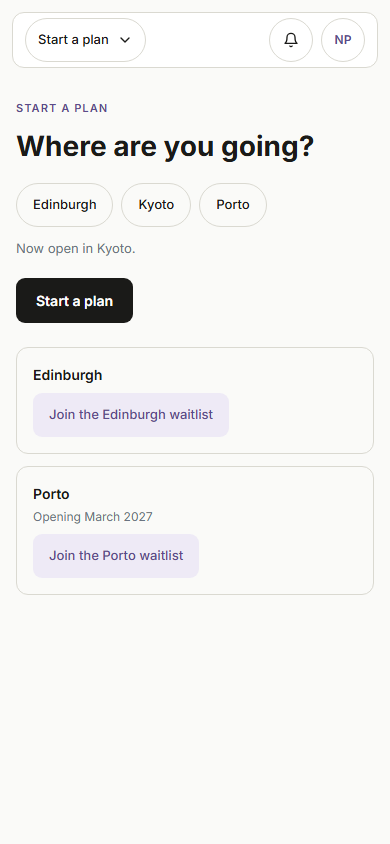 Start a plan
NP
START A PLAN
Where are you going?
Edinburgh Kyoto Porto
Now open in Kyoto.
Start a plan
Edinburgh
Join the Edinburgh waitlist
Porto
Opening March 2027
Join the Porto waitlist